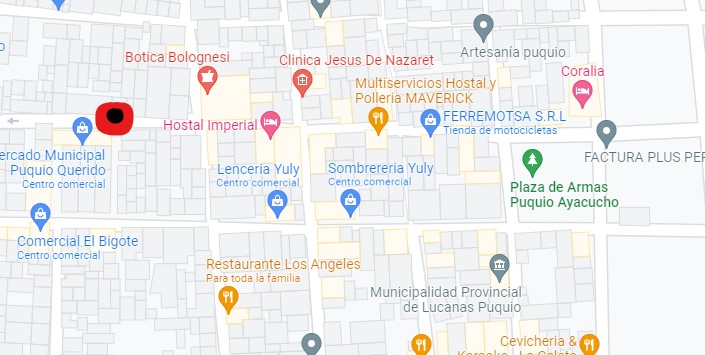 Artesanía puquio
Botica Bolognesi
Clinica Jesus De Nazaret
Coralia
Multiservicios Hostal y
Polleria MAVERICK
FERREMOTSA S.R.L
Tienda de motocicletas
Hostal Imperial
ercado Municipal
Puquio Querido
Centro comercial
FACTURA PLUS PER
Lenceria Yuly
Centro comercial
Sombrereria Yuly
Centro comercial
Plaza de Armas
Puquio Ayacucho
Comercial El Bigote
Centro comercial
Restaurante Los Angeles
Para toda la familia
Municipalidad Provincial
de Lucanas Puquio
Cevicheria &